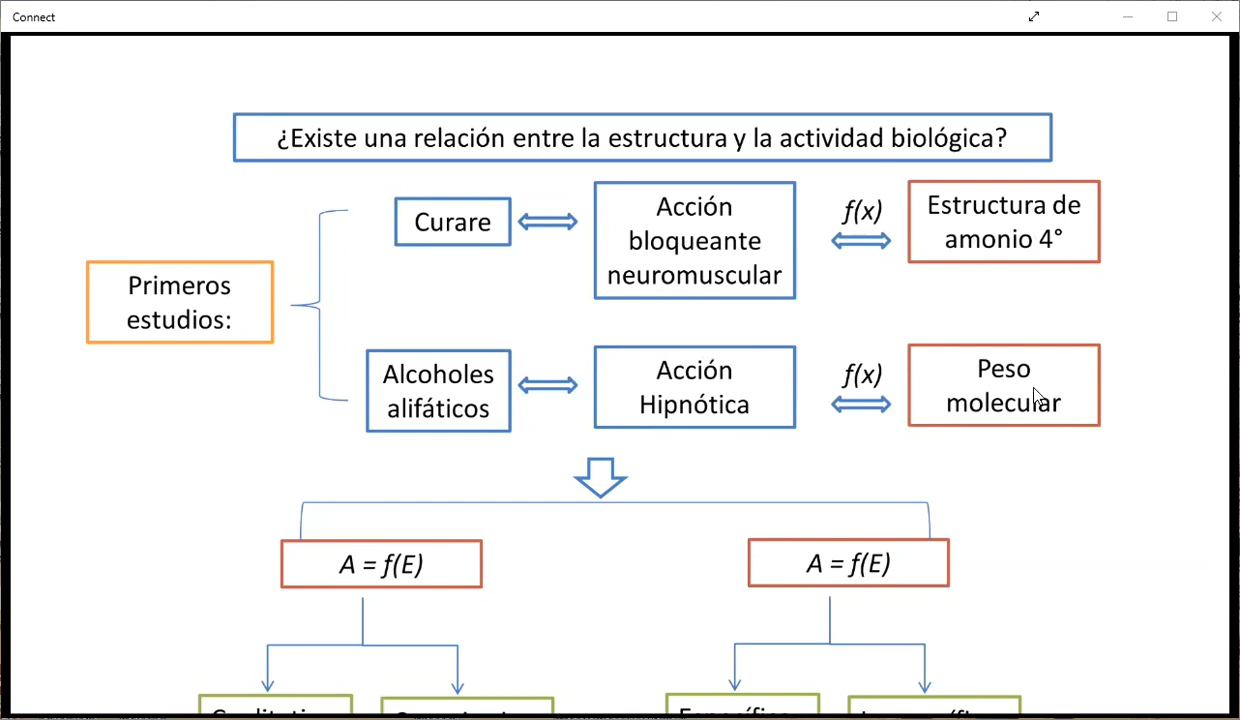 Connect
¿Existe una relación entre la estructura y la actividad biológica?
Curare
Acción
bloqueante
neuromuscular
f(x)
Estructura de
amonio 4°
Primeros
estudios:
Alcoholes
alifáticos
Acción
Hipnótica
f(x)
Peso
molecular
A = f(E)
A = f(E)